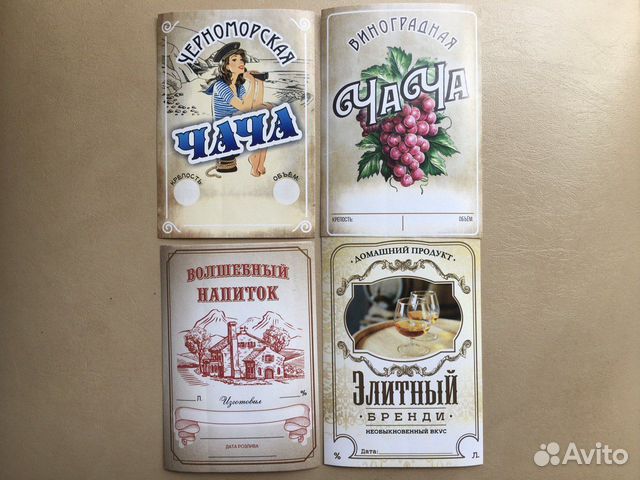 ЧЕРНОМОРСКАЯ
ЧАЧА
КРЕПОСТЬ: ОБЪЁМ:
ВИНОГРАДНАЯ
ЧАЧА
КРЕПОСТЬ: ОБЪЁМ:
ВОЛШЕБНЫЙ
НАПИТОК
Л. Изготовил %
ДАТА РОЗЛИВА
ДОМАШНИЙ ПРОДУКТ
ЭЛИТНЫЙ
БРЕНДИ
НЕОБЫКНОВЕННЫЙ ВКУС
% Дата: Л.
Avito